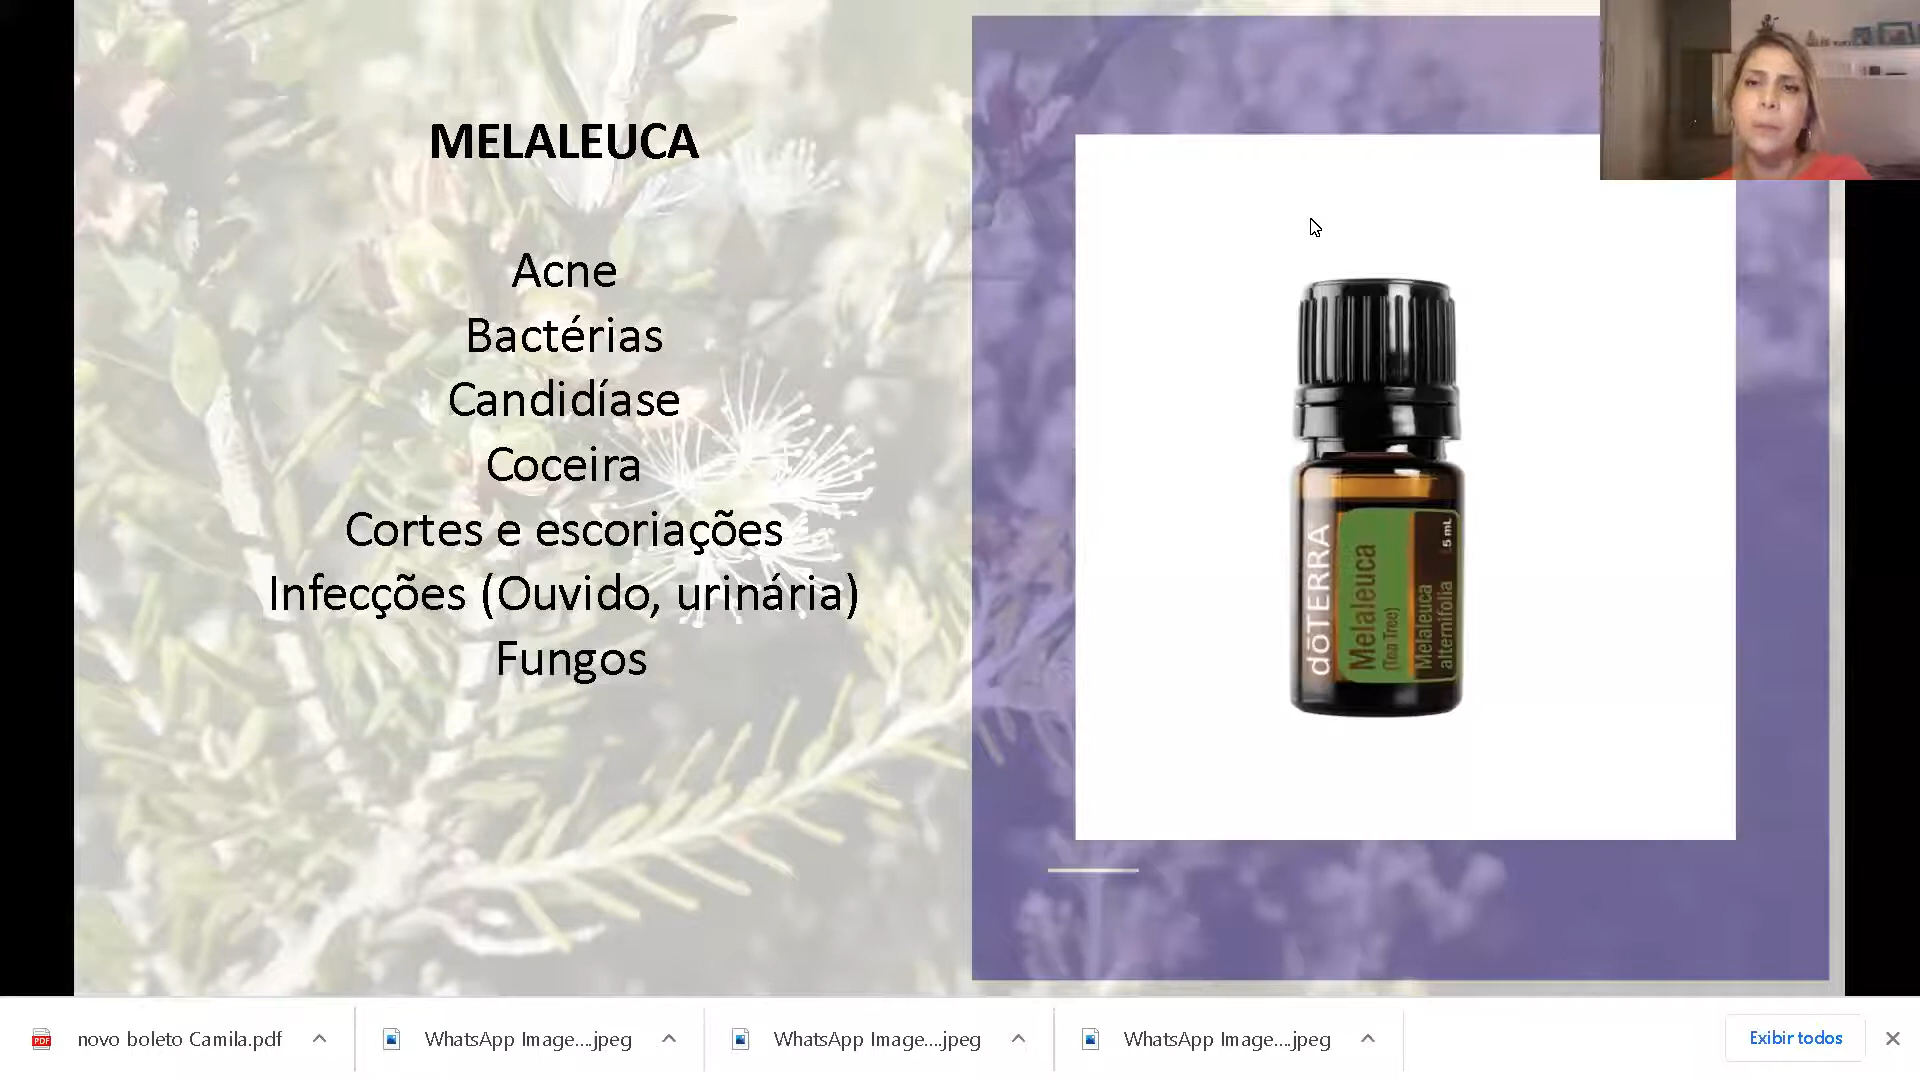 MELALEUCA
Acne
Bactérias
Candidíase
Coceira
Cortes e escoriações
Infecções (Ouvido, urinária)
Fungos
dōTERRA
Melaleuca
(Tea Tree)
Melaleuca
alternifolia
5 mL
novo boleto Camila.pdf
WhatsApp Image....jpeg
WhatsApp Image....jpeg
WhatsApp Image....jpeg
Exibir todos